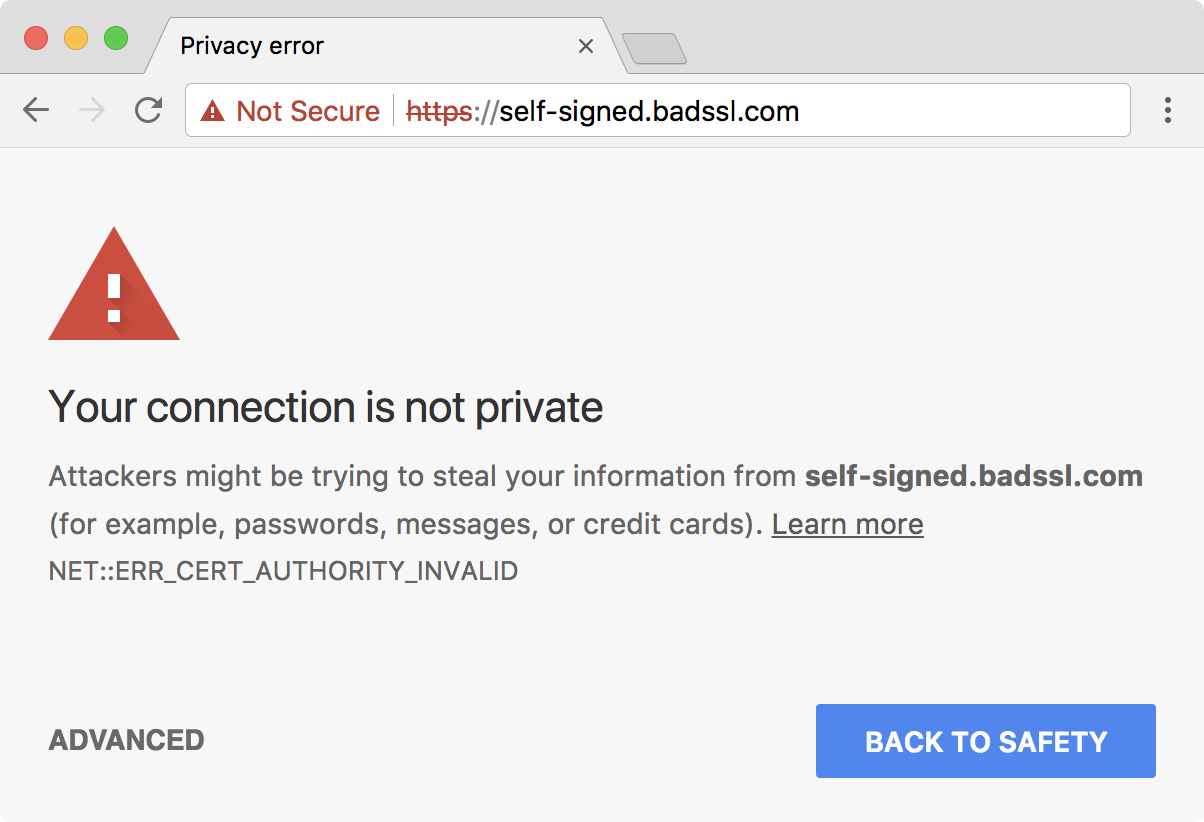 Privacy error
Not Secure https://self-signed.badssl.com
Your connection is not private
Attackers might be trying to steal your information from self-signed.badssl.com
(for example, passwords, messages, or credit cards). Learn more
NET::ERR_CERT_AUTHORITY_INVALID
ADVANCED
BACK TO SAFETY